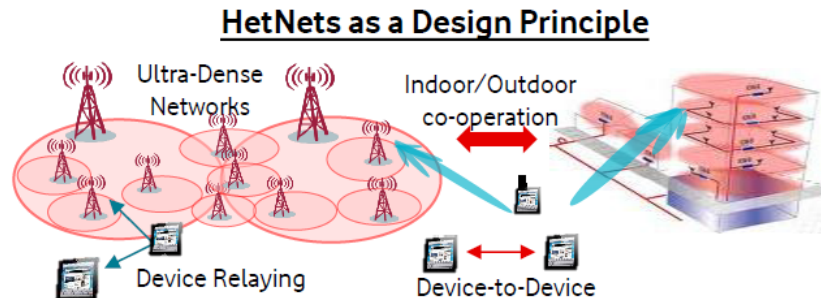 HetNets as a Design Principle
Ultra-Dense
Networks
Indoor/Outdoor
co-operation
Device Relaying
Device-to-Device